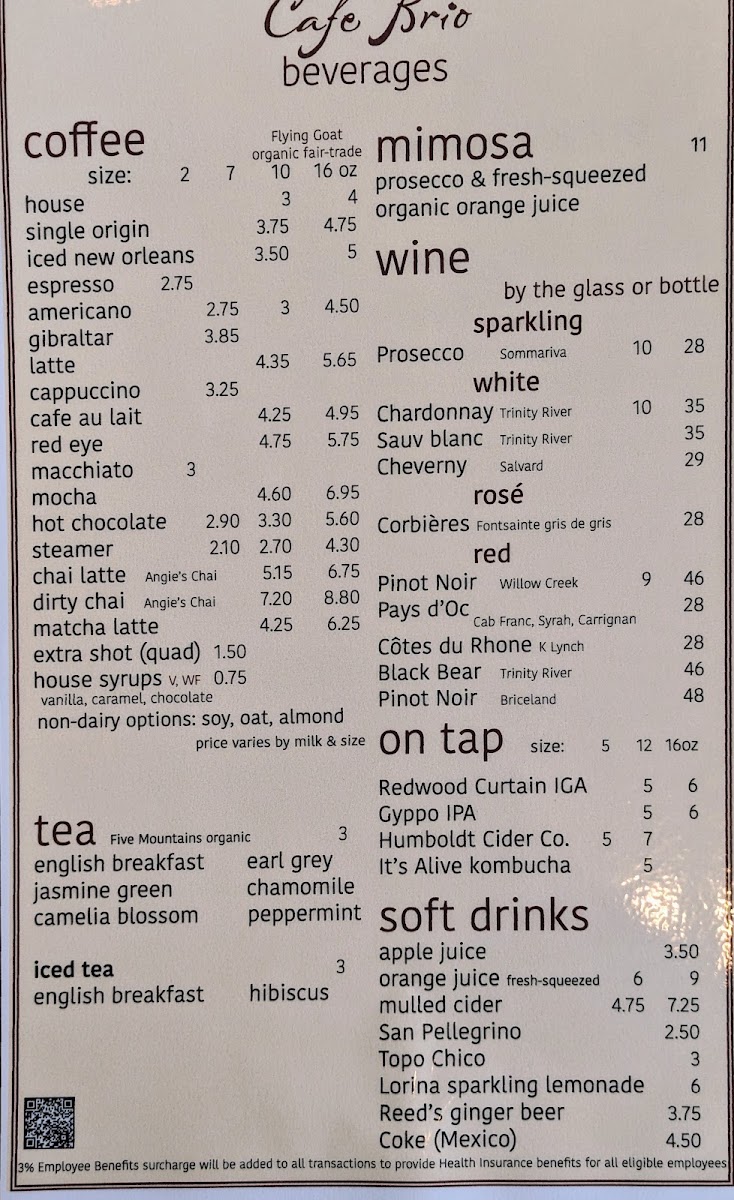 Cafe Brio
beverages
coffee
Flying Goat
organic fair-trade
size: 2 7 10 16 oz
house 3 4
single origin 3.75 4.75
iced new orleans 3.50 5
espresso 2.75
americano 2.75 3 4.50
gibraltar 3.85
latte 4.35 5.65
cappuccino 3.25
cafe au lait 4.25 4.95
red eye 4.75 5.75
macchiato 3
mocha 4.60 6.95
hot chocolate 2.90 3.30 5.60
steamer 2.10 2.70 4.30
chai latte Angie's Chai 5.15 6.75
dirty chai Angie's Chai 7.20 8.80
matcha latte 4.25 6.25
extra shot (quad) 1.50
house syrups V, WF 0.75
vanilla, caramel, chocolate
non-dairy options: soy, oat, almond
price varies by milk & size
tea Five Mountains organic 3
english breakfast earl grey
jasmine green chamomile
camelia blossom peppermint
iced tea 3
english breakfast hibiscus
mimosa 11
prosecco & fresh-squeezed
organic orange juice
wine
by the glass or bottle
sparkling
Prosecco Sommariva 10 28
white
Chardonnay Trinity River 10 35
Sauv blanc Trinity River 35
Cheverny Salvard 29
rosé
Corbières Fontsainte gris de gris 28
red
Pinot Noir Willow Creek 9 46
Pays d'Oc Cab Franc, Syrah, Carrignan 28
Côtes du Rhone K Lynch 28
Black Bear Trinity River 46
Pinot Noir Briceland 48
on tap size: 5 12 16oz
Redwood Curtain IGA 5 6
Gyppo IPA 5 6
Humboldt Cider Co. 5 7
It's Alive kombucha 5
soft drinks
apple juice 3.50
orange juice fresh-squeezed 6 9
mulled cider 4.75 7.25
San Pellegrino 2.50
Topo Chico 3
Lorina sparkling lemonade 6
Reed's ginger beer 3.75
Coke (Mexico) 4.50
3% Employee Benefits surcharge will be added to all transactions to provide Health Insurance benefits for all eligible employees